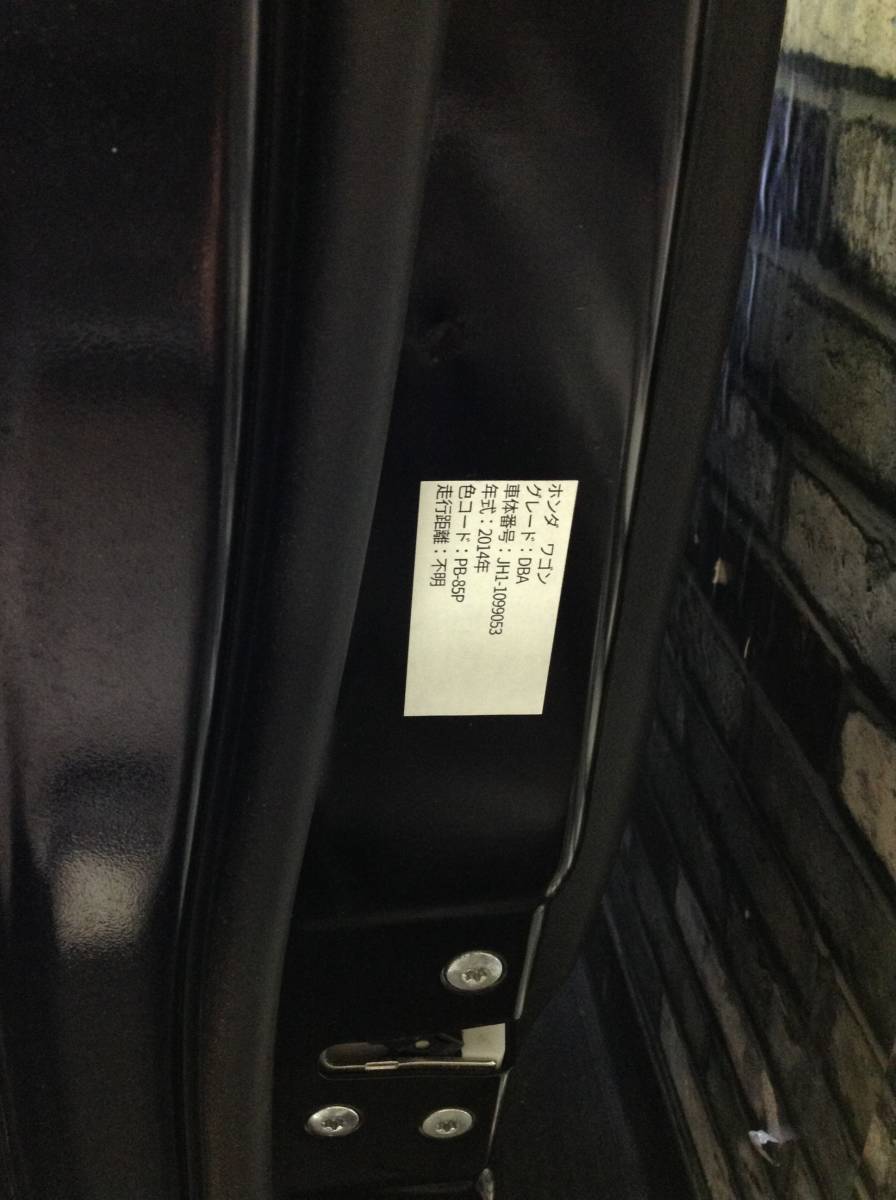 ホンダ　ワゴン
グレード：DBA
車体番号：JH1-1099053
年式：2014年
色コード：PB-85P
走行距離：不明